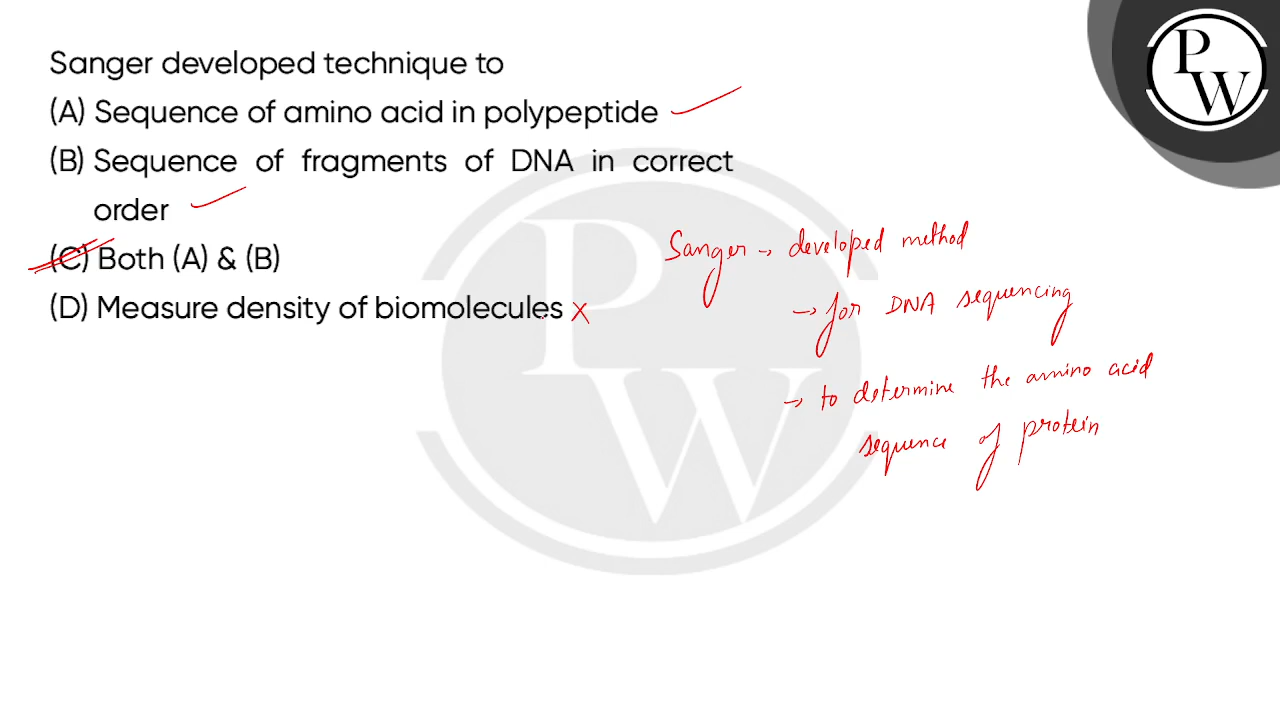 Sanger developed technique to
(A) Sequence of amino acid in polypeptide
(B) Sequence of fragments of DNA in correct
order
(C) Both (A) & (B)
(D) Measure density of biomolecules x
Sanger → developed method
→ for DNA sequencing
→ to determine the amino acid
sequence of protein
P
W
P
W